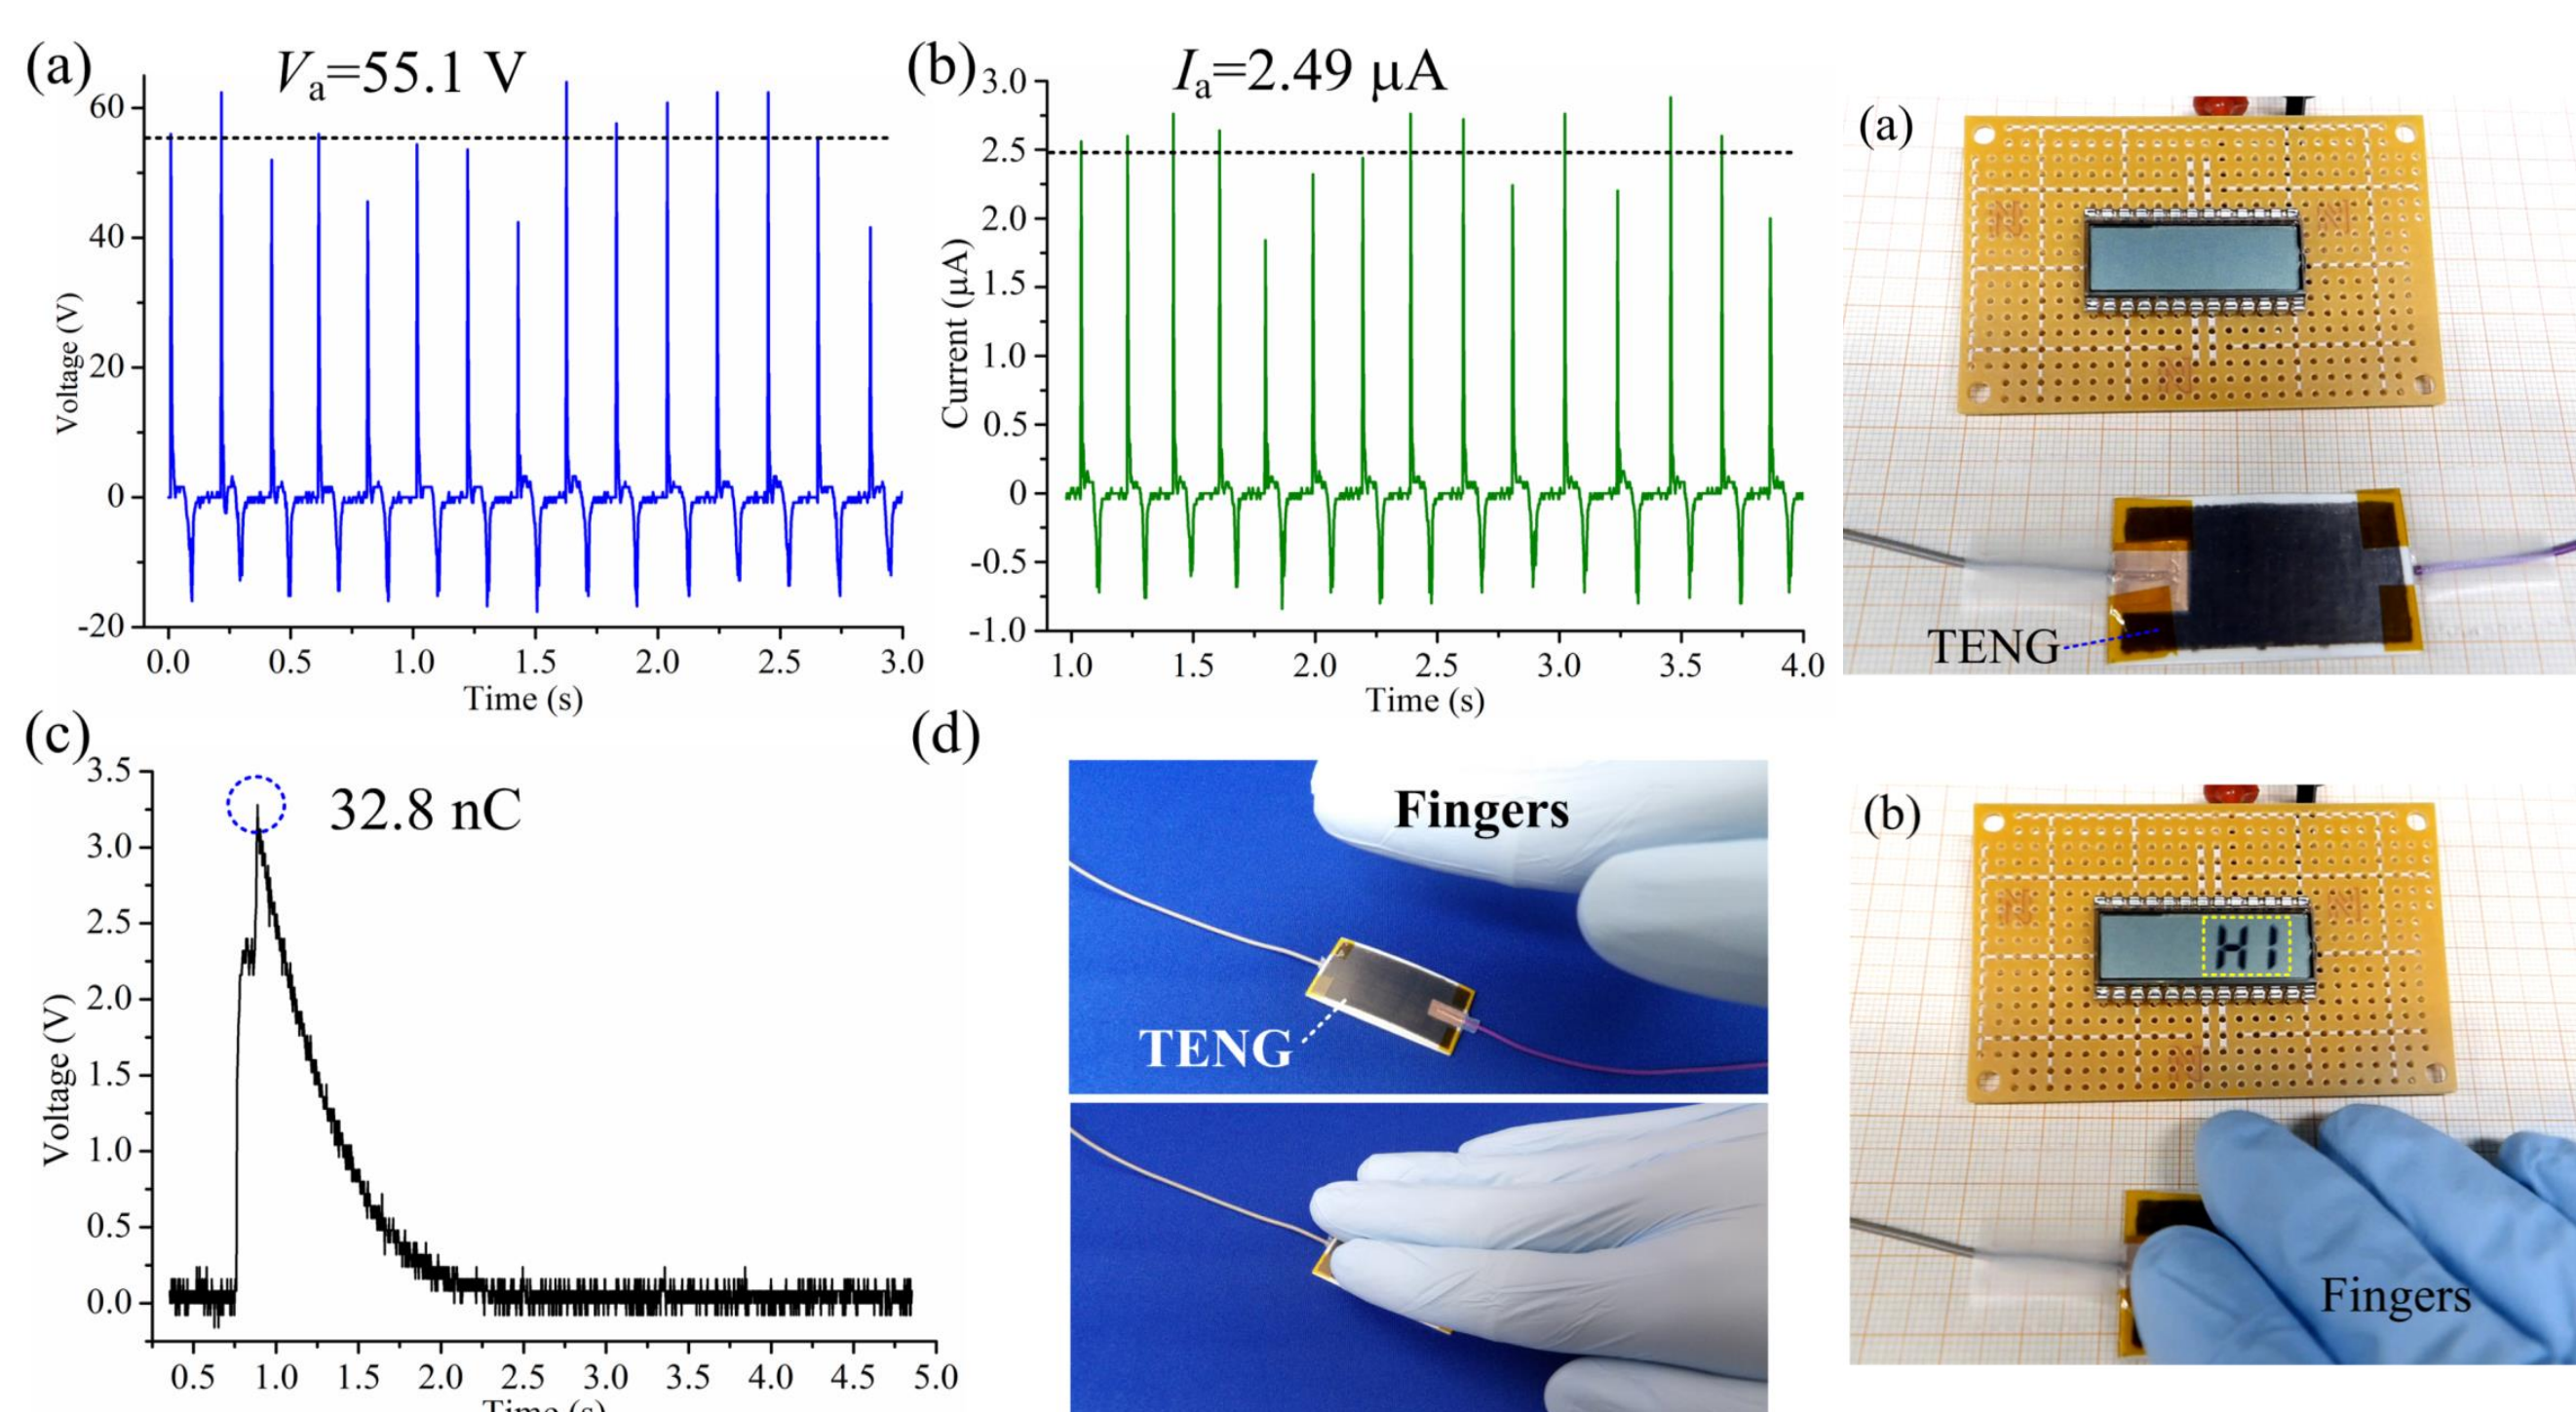 (a)
Va=55.1 V
60
40
20
0
-20
Voltage (V)
0.0 0.5 1.0 1.5 2.0 2.5 3.0
Time (s)
(b)
Ia=2.49 μA
3.0
2.5
2.0
1.5
1.0
0.5
0
-0.5
-1.0
Current (μA)
1.0 1.5 2.0 2.5 3.0 3.5 4.0
Time (s)
(a)
TENG
(c)
32.8 nC
3.5
3.0
2.5
2.0
1.5
1.0
0.5
0.0
Voltage (V)
0.5 1.0 1.5 2.0 2.5 3.0 3.5 4.0 4.5 5.0
Time (s)
(d)
Fingers
TENG
(b)
HI
Fingers